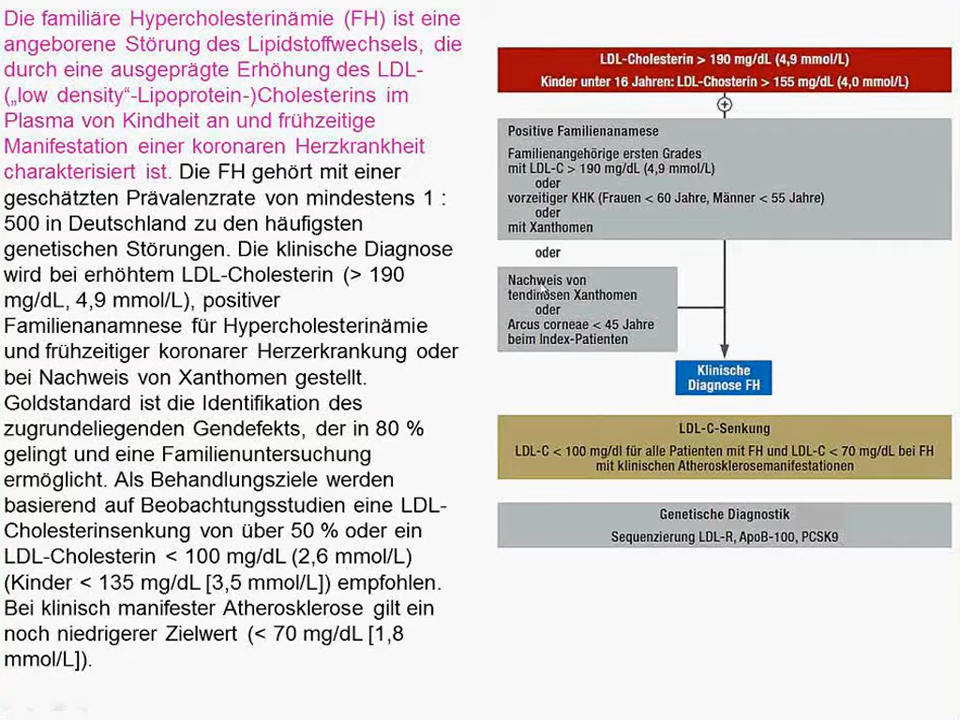 Die familiäre Hypercholesterinämie (FH) ist eine
angeborene Störung des Lipidstoffwechsels, die
durch eine ausgeprägte Erhöhung des LDL-
(„low density“-Lipoprotein-)Cholesterins im
Plasma von Kindheit an und frühzeitige
Manifestation einer koronaren Herzkrankheit
charakterisiert ist. Die FH gehört mit einer
geschätzten Prävalenzrate von mindestens 1 :
500 in Deutschland zu den häufigsten
genetischen Störungen. Die klinische Diagnose
wird bei erhöhtem LDL-Cholesterin (> 190
mg/dL, 4,9 mmol/L), positiver
Familienanamnese für Hypercholesterinämie
und frühzeitiger koronarer Herzerkrankung oder
bei Nachweis von Xanthomen gestellt.
Goldstandard ist die Identifikation des
zugrundeliegenden Gendefekts, der in 80 %
gelingt und eine Familienuntersuchung
ermöglicht. Als Behandlungsziele werden
basierend auf Beobachtungsstudien eine LDL-
Cholesterinsenkung von über 50 % oder ein
LDL-Cholesterin < 100 mg/dL (2,6 mmol/L)
(Kinder < 135 mg/dL [3,5 mmol/L]) empfohlen.
Bei klinisch manifester Atherosklerose gilt ein
noch niedrigerer Zielwert (< 70 mg/dL [1,8
mmol/L]).
LDL-Cholesterin > 190 mg/dL (4,9 mmol/L)
Kinder unter 16 Jahren: LDL-Chosterin > 155 mg/dL (4,0 mmol/L)
+
Positive Familienanamese
Familienangehörige ersten Grades
mit LDL-C > 190 mg/dL (4,9 mmol/L)
oder
vorzeitiger KHK (Frauen < 60 Jahre, Männer < 55 Jahre)
oder
mit Xanthomen
oder
Nachweis von
tendinösen Xanthomen
oder
Arcus corneae < 45 Jahre
beim Index-Patienten
Klinische
Diagnose FH
LDL-C-Senkung
LDL-C < 100 mg/dl für alle Patienten mit FH und LDL-C < 70 mg/dL bei FH
mit klinischen Atherosklerosemanifestationen
Genetische Diagnostik
Sequenzierung LDL-R, ApoB-100, PCSK9